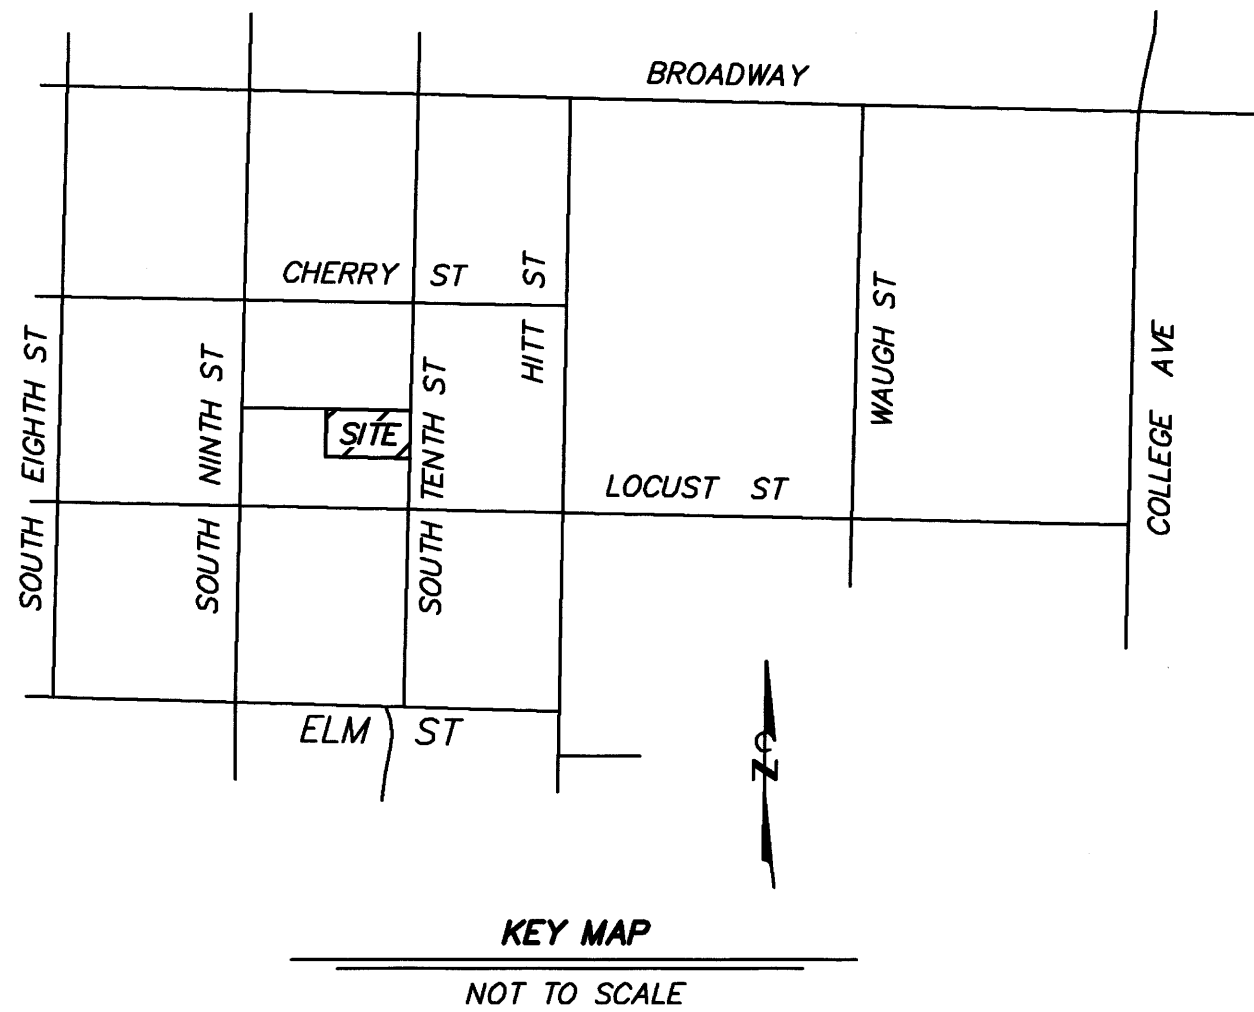 BROADWAY
CHERRY ST
HITT ST
SOUTH EIGHTH ST
SOUTH NINTH ST
SITE
SOUTH TENTH ST
WAUGH ST
COLLEGE AVE
LOCUST ST
ELM ST
N
KEY MAP
NOT TO SCALE